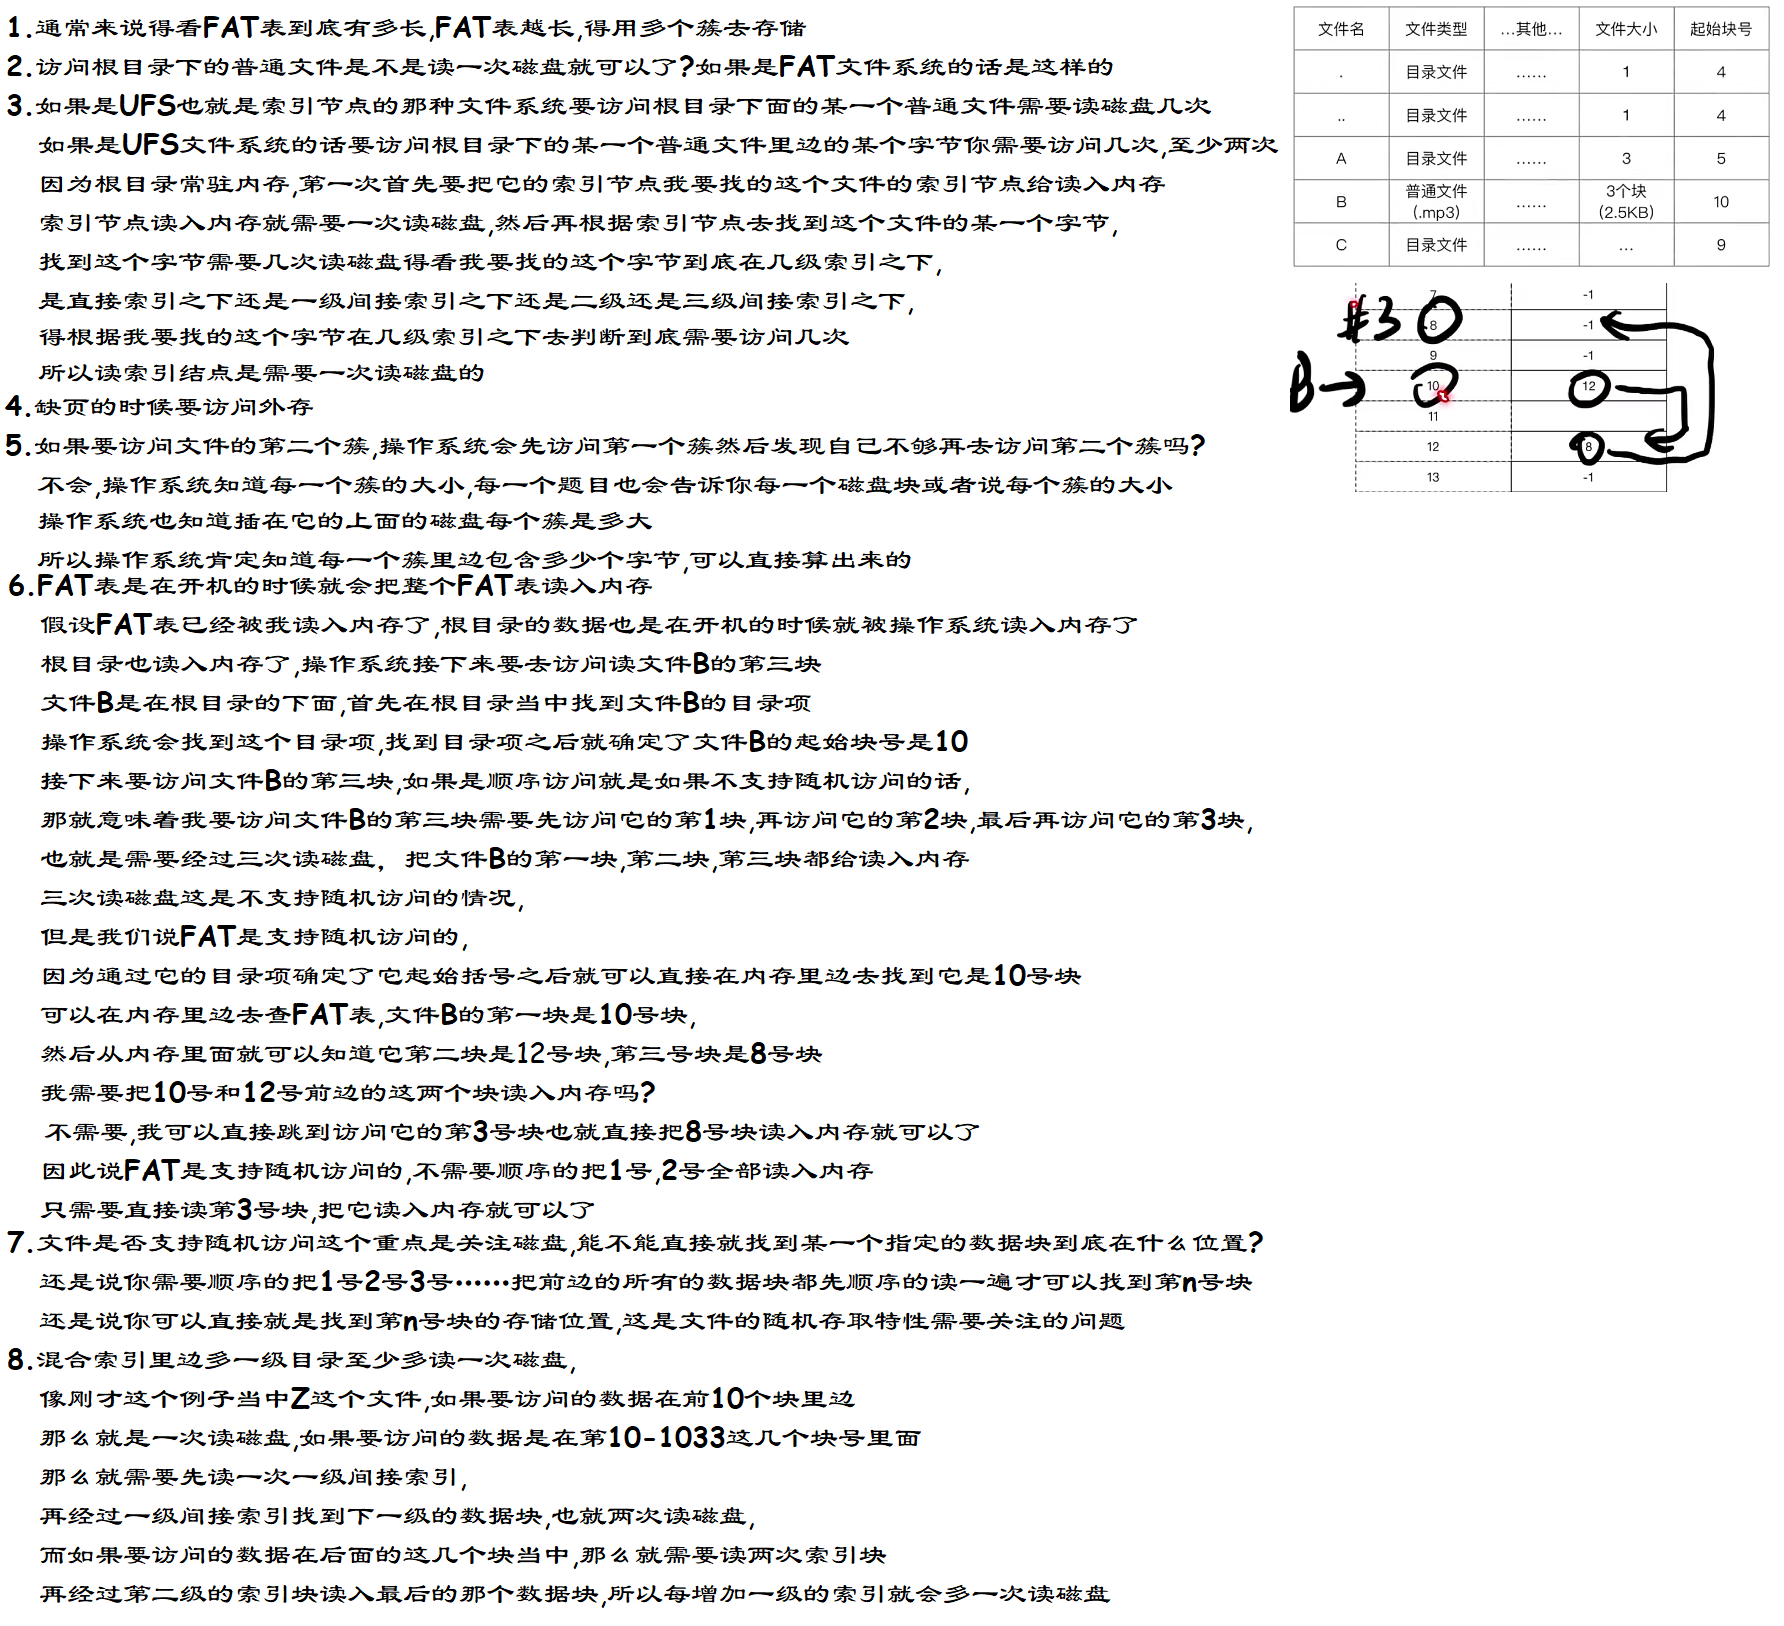 1.通常来说得看FAT表到底有多长,FAT表越长,得用多个簇去存储
2.访问根目录下的普通文件是不是读一次磁盘就可以了?如果是FAT文件系统的话是这样的
3.如果是UFS也就是索引节点的那种文件系统要访问根目录下面的某一个普通文件需要读磁盘几次
如果是UFS文件系统的话要访问根目录下的某一个普通文件里边的某个字节你需要访问几次,至少两次
因为根目录常驻内存,第一次首先要把它的索引节点我要找的这个文件的索引节点给读入内存
索引节点读入内存就需要一次读磁盘,然后再根据索引节点去找到这个文件的某一个字节,
找到这个字节需要几次读磁盘得看我要找的这个字节到底在几级索引之下,
是直接索引之下还是一级间接索引之下还是二级还是三级间接索引之下,
得根据我要找的这个字节在几级索引之下去判断到底需要访问几次
所以读索引结点是需要一次读磁盘的
4.缺页的时候要访问外存
5.如果要访问文件的第二个簇,操作系统会先访问第一个簇然后发现自己不够再去访问第二个簇吗?
不会,操作系统知道每一个簇的大小,每一个题目也会告诉你每一个磁盘块或者说每个簇的大小
操作系统也知道插在它的上面的磁盘每个簇是多大
所以操作系统肯定知道每一个簇里边包含多少个字节,可以直接算出来的
6.FAT表是在开机的时候就会把整个FAT表读入内存
假设FAT表已经被我读入内存了,根目录的数据也是在开机的时候就被操作系统读入内存了
根目录也读入内存了,操作系统接下来要去访问读文件B的第三块
文件B是在根目录的下面,首先在根目录当中找到文件B的目录项
操作系统会找到这个目录项,找到目录项之后就确定了文件B的起始块号是10
接下来要访问文件B的第三块,如果是顺序访问就是如果不支持随机访问的话,
那就意味着我要访问文件B的第三块需要先访问它的第1块,再访问它的第2块,最后再访问它的第3块,
也就是需要经过三次读磁盘，把文件B的第一块,第二块,第三块都给读入内存
三次读磁盘这是不支持随机访问的情况,
但是我们说FAT是支持随机访问的,
因为通过它的目录项确定了它起始括号之后就可以直接在内存里边去找到它是10号块
可以在内存里边去查FAT表,文件B的第一块是10号块,
然后从内存里面就可以知道它第二块是12号块,第三号块是8号块
我需要把10号和12号前边的这两个块读入内存吗?
不需要,我可以直接跳到访问它的第3号块也就直接把8号块读入内存就可以了
因此说FAT是支持随机访问的,不需要顺序的把1号,2号全部读入内存
只需要直接读第3号块,把它读入内存就可以了
7.文件是否支持随机访问这个重点是关注磁盘,能不能直接就找到某一个指定的数据块到底在什么位置?
还是说你需要顺序的把1号2号3号……把前边的所有的数据块都先顺序的读一遍才可以找到第n号块
还是说你可以直接就是找到第n号块的存储位置,这是文件的随机存取特性需要关注的问题
8.混合索引里边多一级目录至少多读一次磁盘,
像刚才这个例子当中Z这个文件,如果要访问的数据在前10个块里边
那么就是一次读磁盘,如果要访问的数据是在第10-1033这几个块号里面
那么就需要先读一次一级间接索引,
再经过一级间接索引找到下一级的数据块,也就两次读磁盘,
而如果要访问的数据在后面的这几个块当中,那么就需要读两次索引块
再经过第二级的索引块读入最后的那个数据块,所以每增加一级的索引就会多一次读磁盘
文件名 文件类型 …其他… 文件大小 起始块号
. 目录文件 …… 1 4
.. 目录文件 …… 1 4
A 目录文件 …… 3 5
B 普通文件(.mp3) …… 3个块(2.5KB) 10
C 目录文件 …… … 9
7 -1
#3 8 -1
9 -1
B 10 12
11
12 8
13 -1